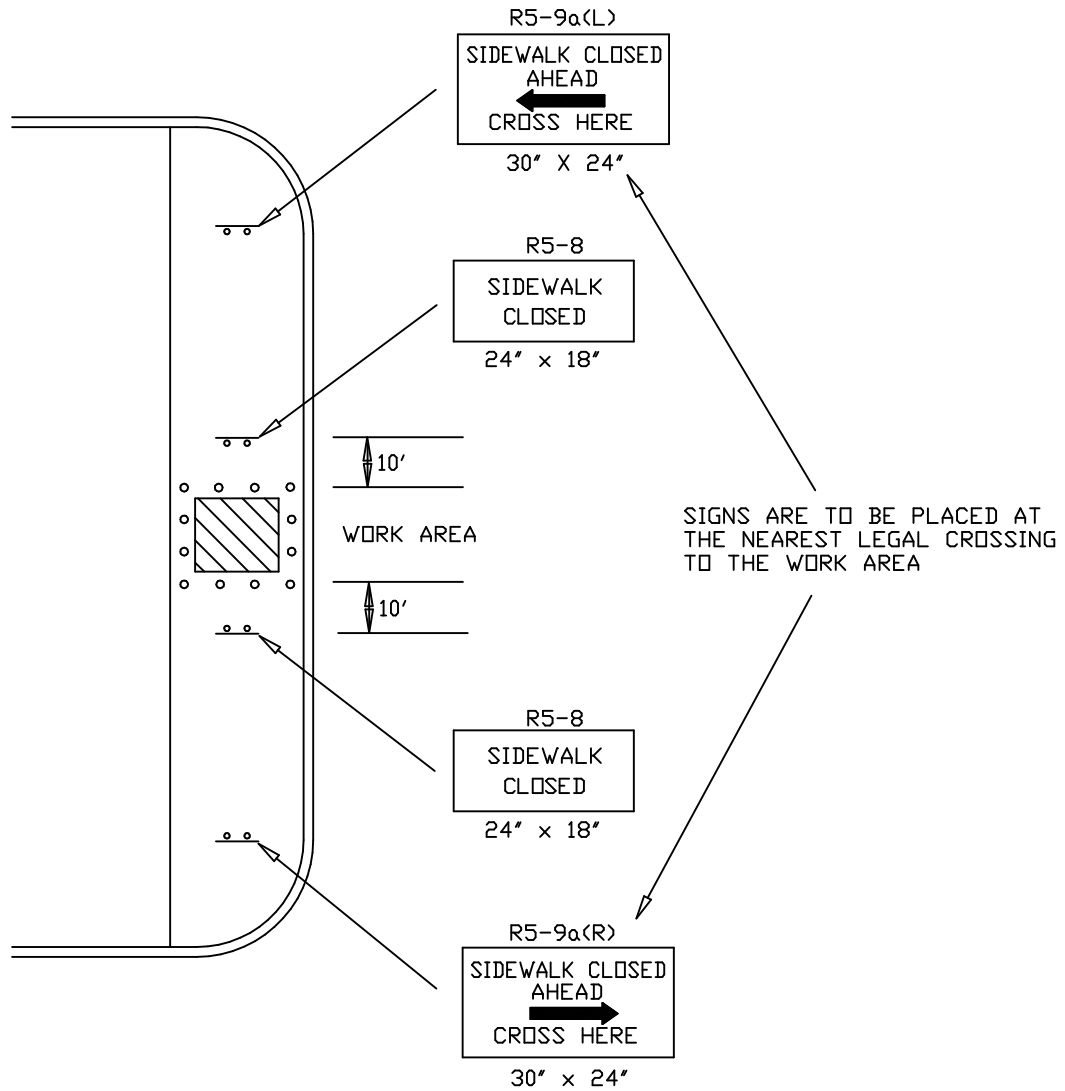 R5-9a(L)
SIDEWALK CLOSED
AHEAD
CROSS HERE
30" X 24"
R5-8
SIDEWALK
CLOSED
24" x 18"
10'
WORK AREA
SIGNS ARE TO BE PLACED AT
THE NEAREST LEGAL CROSSING
TO THE WORK AREA
10'
R5-8
SIDEWALK
CLOSED
24" x 18"
R5-9a(R)
SIDEWALK CLOSED
AHEAD
CROSS HERE
30" x 24"